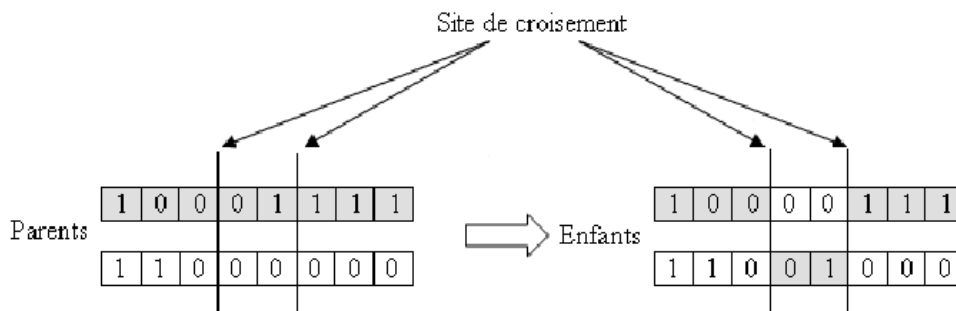 Site de croisement
1 0 0 0 1 1 1 1
1 0 0 0 0 1 1 1
Parents
Enfants
1 1 0 0 0 0 0 0
1 1 0 0 1 0 0 0